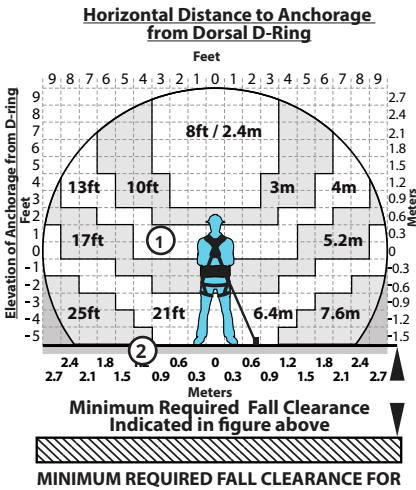 Horizontal Distance to Anchorage
from Dorsal D-Ring
Feet
9 8 7 6 5 4 3 2 1 0 1 2 3 4 5 6 7 8 9
Elevation of Anchorage from D-ring
Feet
9
8
7
6
5
4
3
2
1
0
-1
-2
-3
-4
-5
8ft / 2.4m
13ft 10ft 3m 4m
17ft 1 5.2m
25ft 21ft 6.4m 7.6m
2
2.7
2.4
2.1
1.8
1.5
1.2
0.9
0.6
0.3
0
-0.3
-0.6
-0.9
-1.2
-1.5
Meters
2.4 1.8 0.6 0 0.6 1.2 1.8 2.4
2.7 2.1 1.5 0.9 0.3 0.3 0.9 1.5 2.1 2.7
Meters
Minimum Required Fall Clearance
Indicated in figure above
MINIMUM REQUIRED FALL CLEARANCE FOR